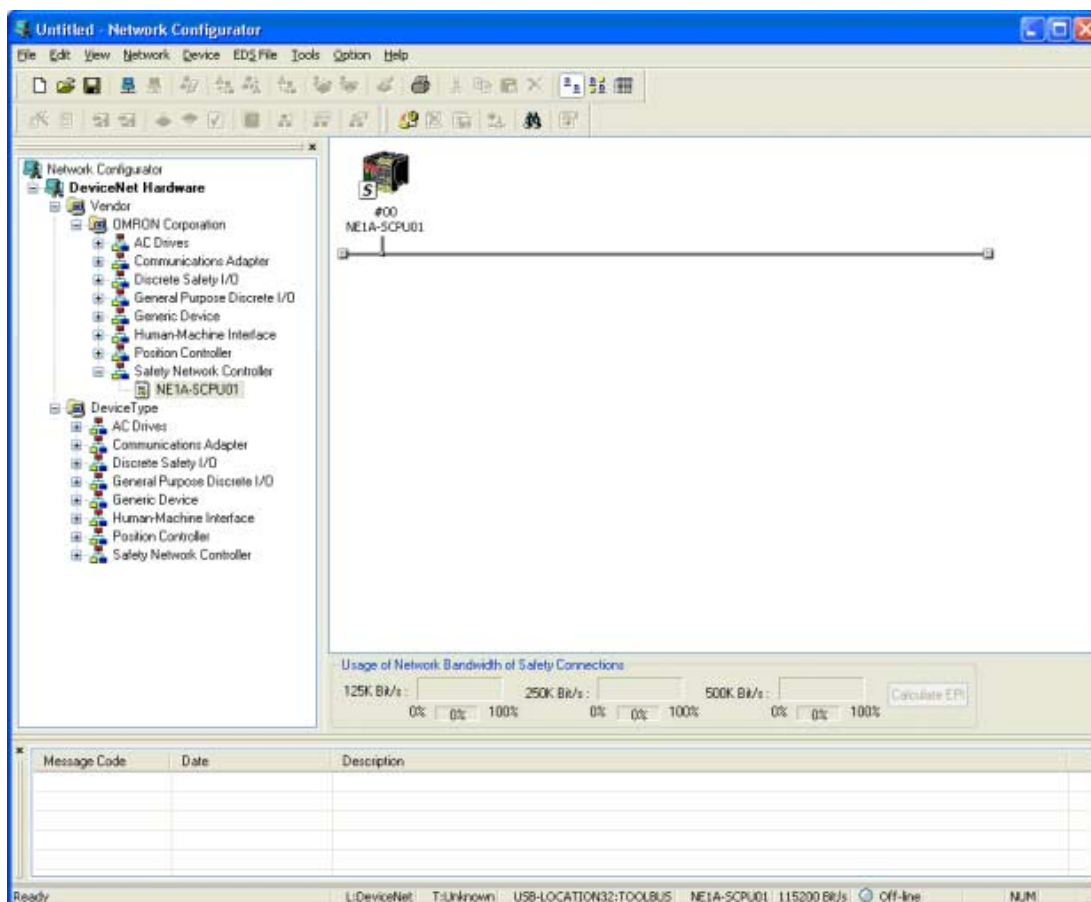 Untitled - Network Configurator
File Edit View Network Device EDS File Tools Option Help
Network Configurator
DeviceNet Hardware
Vendor
OMRON Corporation
AC Drives
Communications Adapter
Discrete Safety I/O
General Purpose Discrete I/O
Generic Device
Human-Machine Interface
Position Controller
Safety Network Controller
NE1A-SCPU01
DeviceType
AC Drives
Communications Adapter
Discrete Safety I/O
General Purpose Discrete I/O
Generic Device
Human-Machine Interface
Position Controller
Safety Network Controller
S
#00
NE1A-SCPU01
Usage of Network Bandwidth of Safety Connections
125K Bit/s : 250K Bit/s : 500K Bit/s : Calculate EPI
0% 0% 100% 0% 0% 100% 0% 0% 100%
Message Code Date Description
Ready L:DeviceNet T:Unknown USB-LOCATION32:TOOLBUS NE1A-SCPU01 115200 Bit/s Off-line NUM